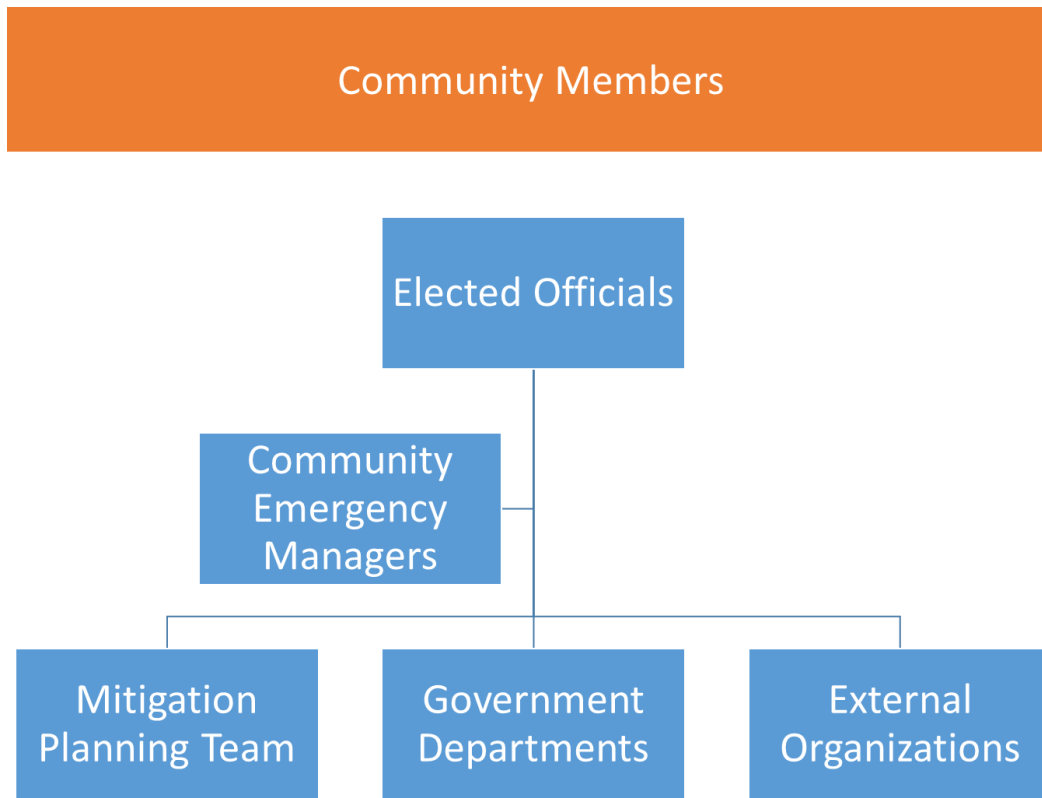 Community Members
Elected Officials
Community
Emergency
Managers
Mitigation
Planning Team
Government
Departments
External
Organizations